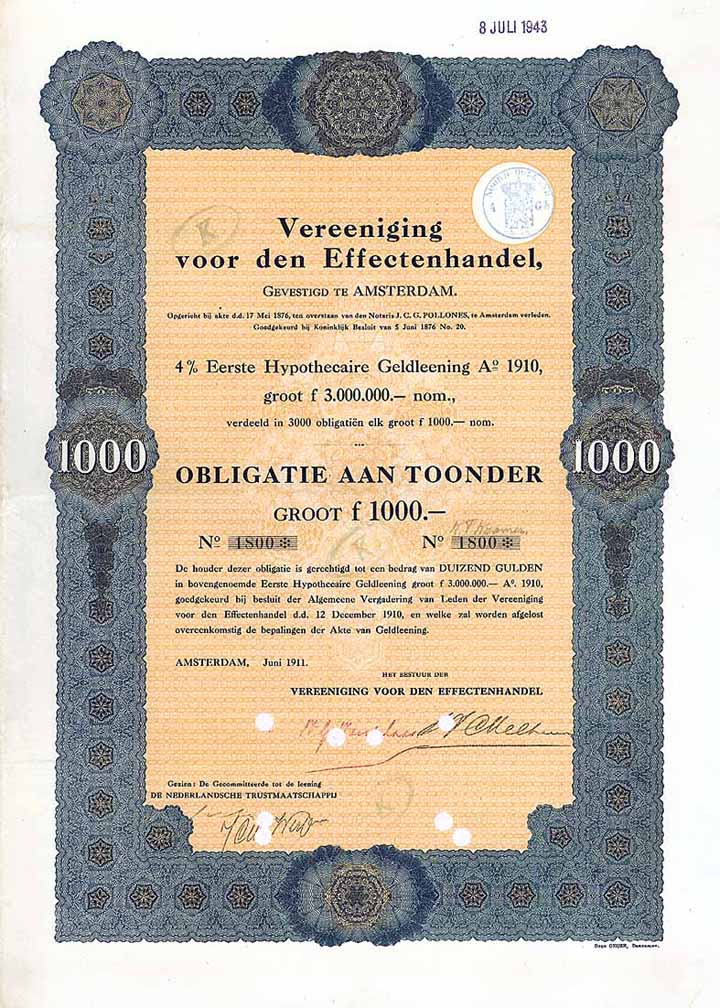 8 JULI 1943
Vereeniging
voor den Effectenhandel,
GEVESTIGD TE AMSTERDAM.
Opgericht bij akte d.d. 17 Mei 1876, ten overstaan van den Notaris J. C. G. POLLONES, te Amsterdam verleden.
Goedgekeurd bij Koninklijk Besluit van 5 Juni 1876 No. 20.
4% Eerste Hypothecaire Geldleening Aº 1910,
groot f 3.000.000.— nom.,
verdeeld in 3000 obligatiën elk groot f 1000.— nom.
1000 1000
OBLIGATIE AAN TOONDER
GROOT f 1000.—
Nº 1800 Nº 1800
De houder dezer obligatie is gerechtigd tot een bedrag van DUIZEND GULDEN
in bovengenoemde Eerste Hypothecaire Geldleening groot f 3.000.000.— Aº. 1910,
goedgekeurd bij besluit der Algemeene Vergadering van Leden der Vereeniging
voor den Effectenhandel d.d. 12 December 1910, en welke zal worden afgelost
overeenkomstig de bepalingen der Akte van Geldleening.
AMSTERDAM, Juni 1911.
HET BESTUUR DER
VEREENIGING VOOR DEN EFFECTENHANDEL
Gezien: De Gecommitteerde tot de leening
DE NEDERLANDSCHE TRUSTMAATSCHAPPIJ
K
K